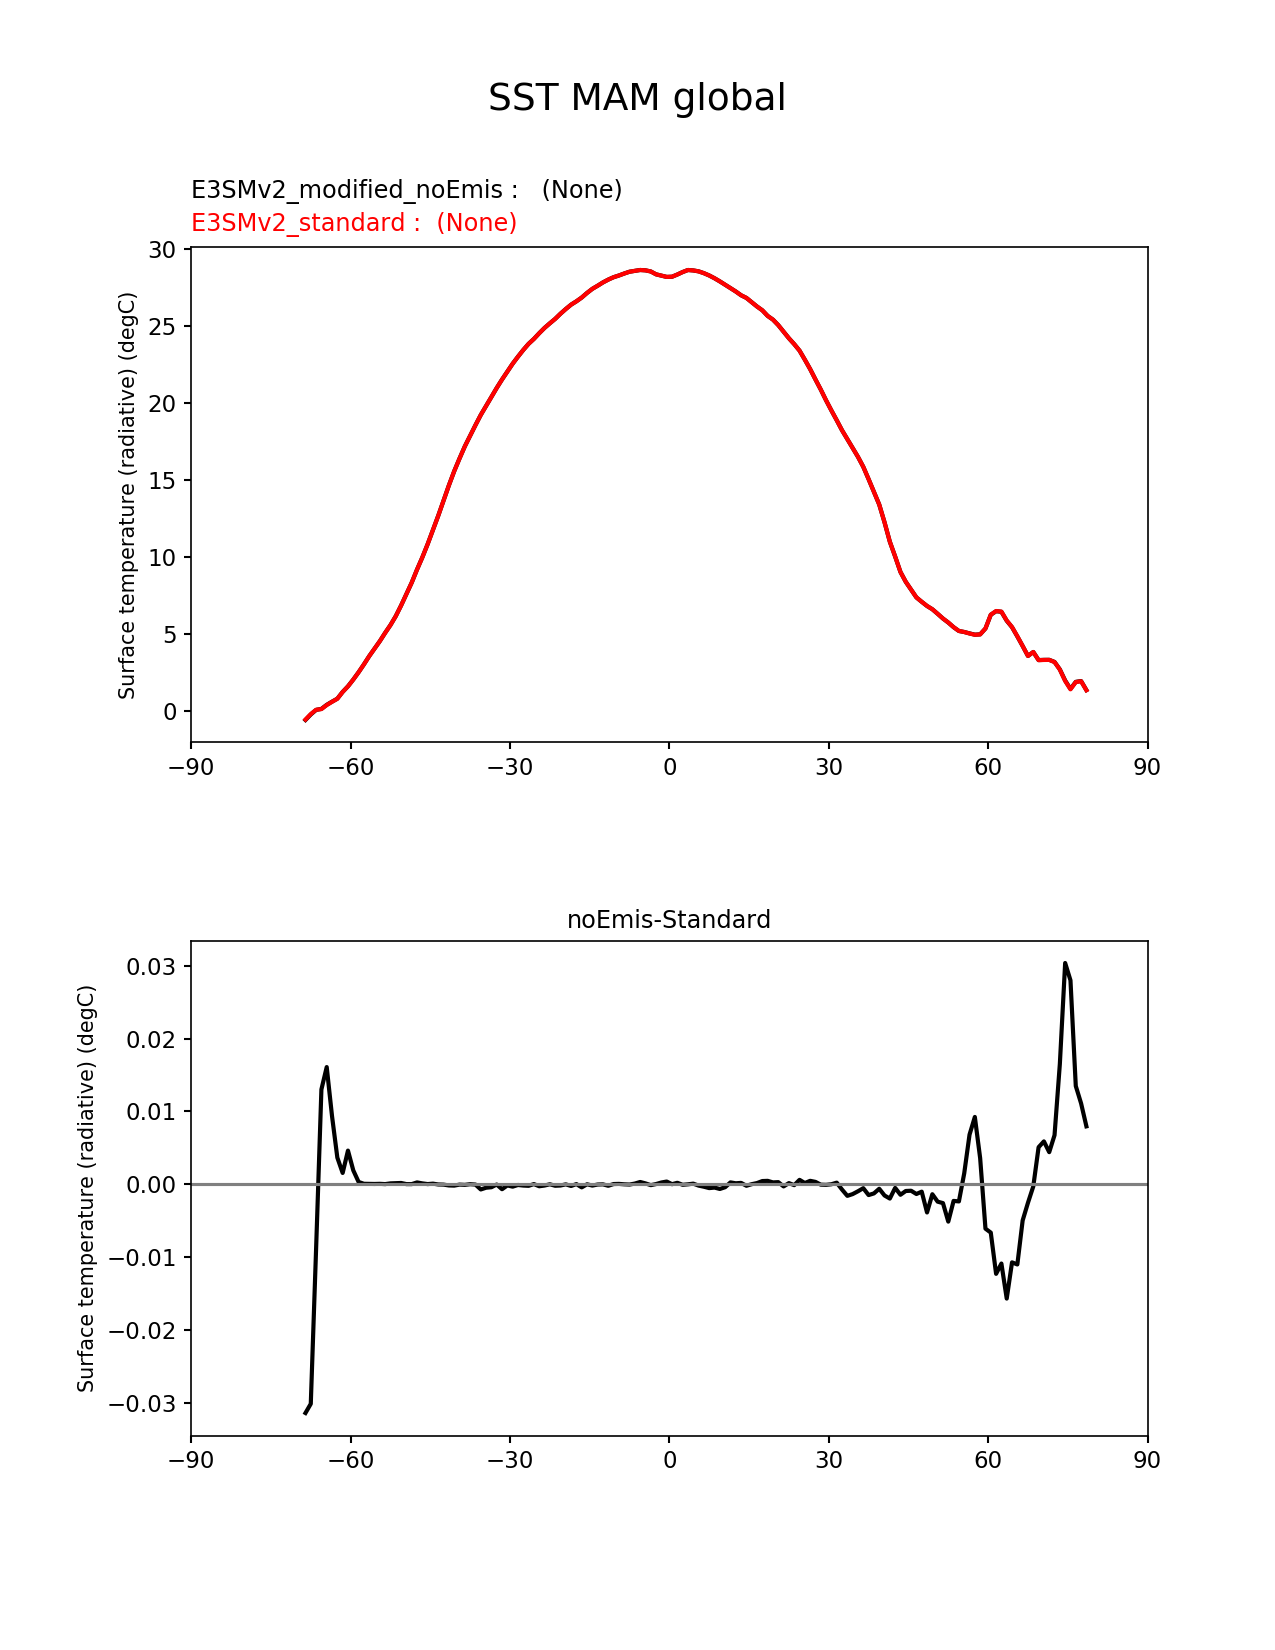 SST MAM global
E3SMv2_modified_noEmis :   (None)
E3SMv2_standard :  (None)
Surface temperature (radiative) (degC)
30
25
20
15
10
5
0
−90 −60 −30 0 30 60 90
noEmis-Standard
Surface temperature (radiative) (degC)
0.03
0.02
0.01
0.00
−0.01
−0.02
−0.03
−90 −60 −30 0 30 60 90